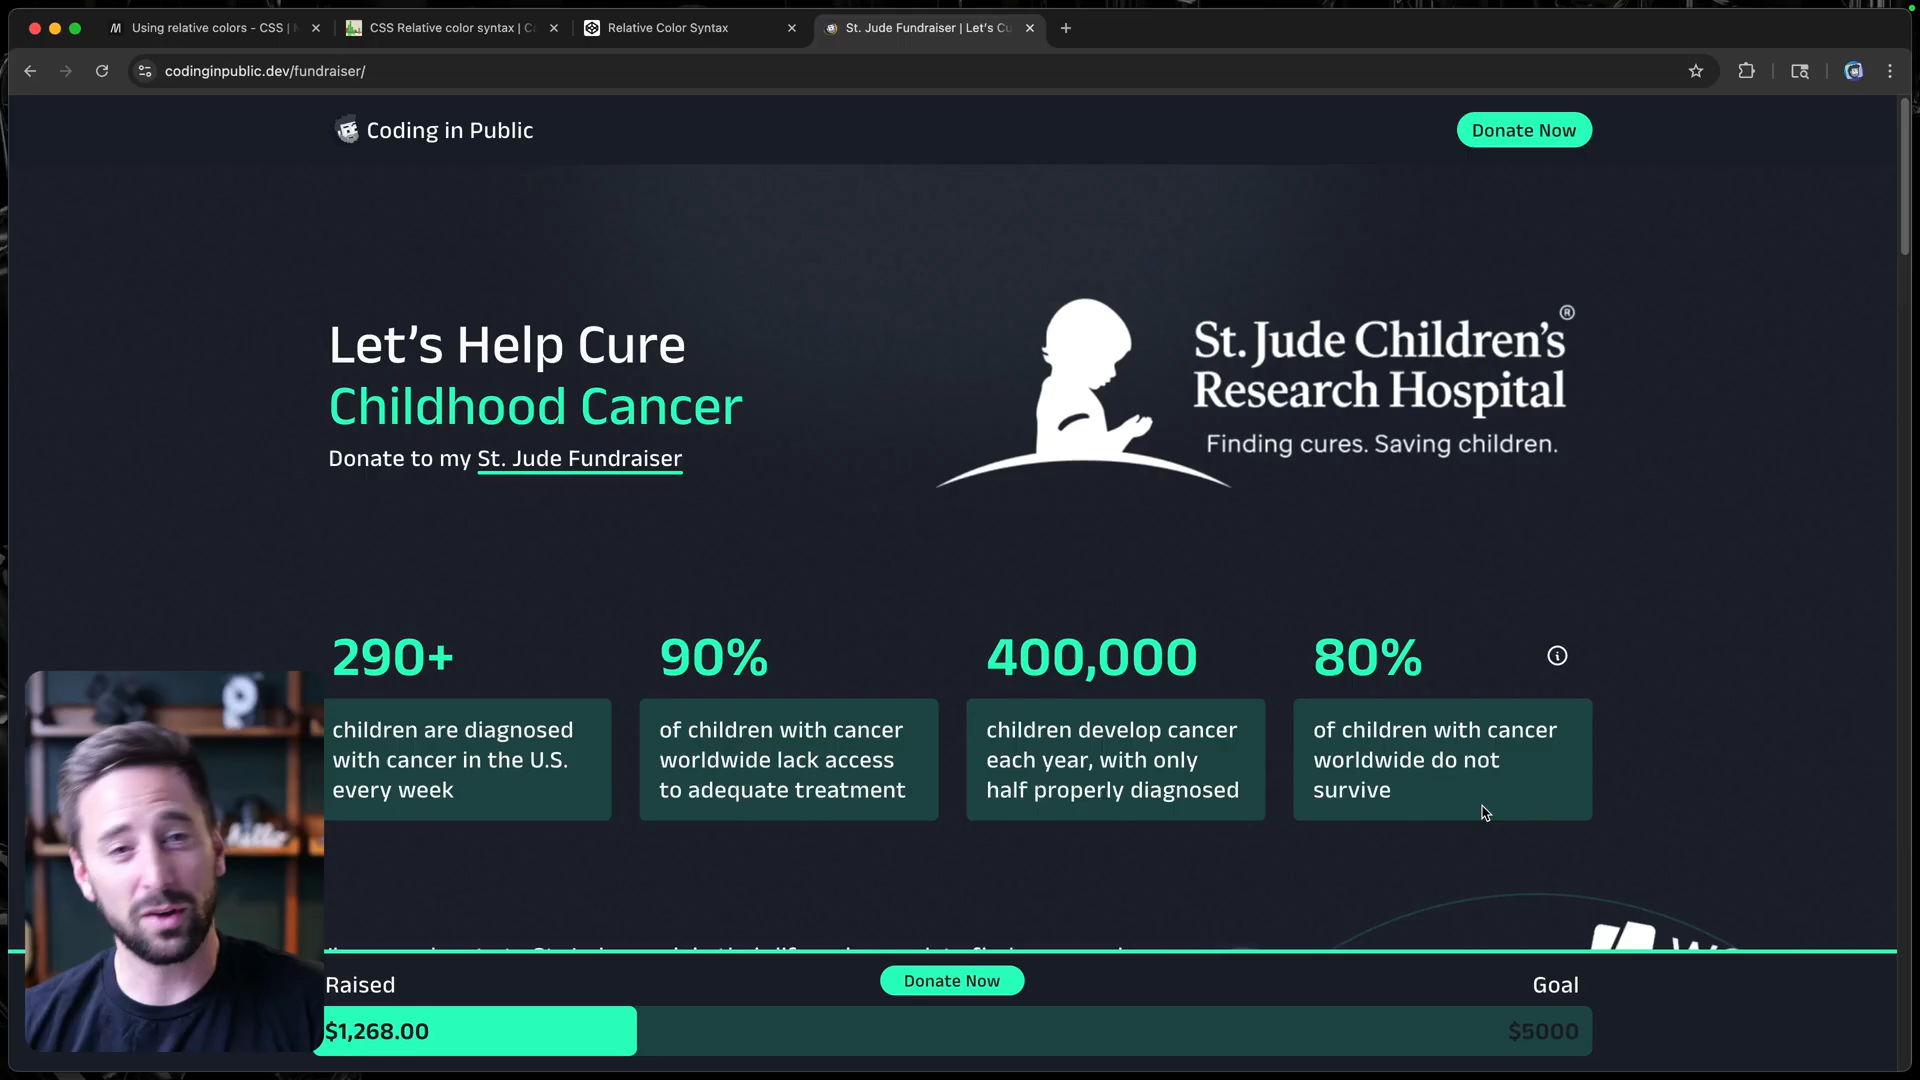 Using relative colors - CSS |
CSS Relative color syntax |
Relative Color Syntax
St. Jude Fundraiser | Let's Cu
codinginpublic.dev/fundraiser/
Coding in Public
Donate Now
Let's Help Cure
Childhood Cancer
Donate to my St. Jude Fundraiser
St. Jude Children's®
Research Hospital
Finding cures. Saving children.
290+
children are diagnosed
with cancer in the U.S.
every week
90%
of children with cancer
worldwide lack access
to adequate treatment
400,000
children develop cancer
each year, with only
half properly diagnosed
80%
of children with cancer
worldwide do not
survive
Raised
Donate Now
Goal
$1,268.00
$5000